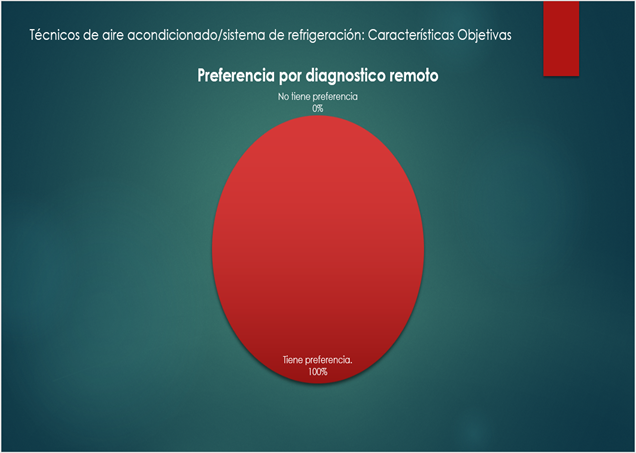 Técnicos de aire acondicionado/sistema de refrigeración: Características Objetivas
Preferencia por diagnostico remoto
No tiene preferencia
0%
Tiene preferencia.
100%